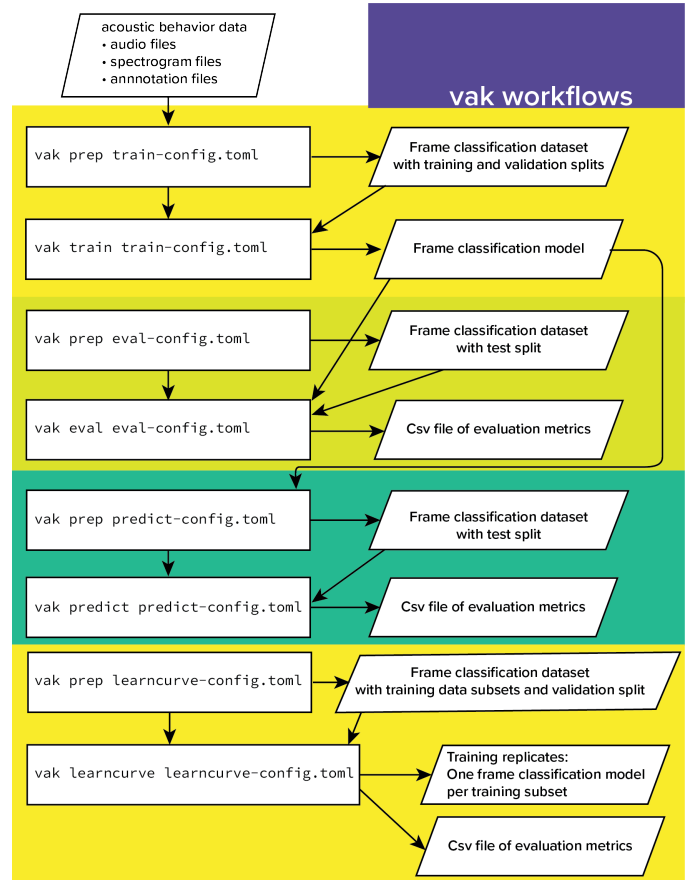 acoustic behavior data
• audio files
• spectrogram files
• annnotation files
vak workflows
vak prep train-config.toml
Frame classification dataset
with training and validation splits
vak train train-config.toml
Frame classification model
vak prep eval-config.toml
Frame classification dataset
with test split
vak eval eval-config.toml
Csv file of evaluation metrics
vak prep predict-config.toml
Frame classification dataset
with test split
vak predict predict-config.toml
Csv file of evaluation metrics
vak prep learncurve-config.toml
Frame classification dataset
with training data subsets and validation split
vak learncurve learncurve-config.toml
Training replicates:
One frame classification model
per training subset
Csv file of evaluation metrics